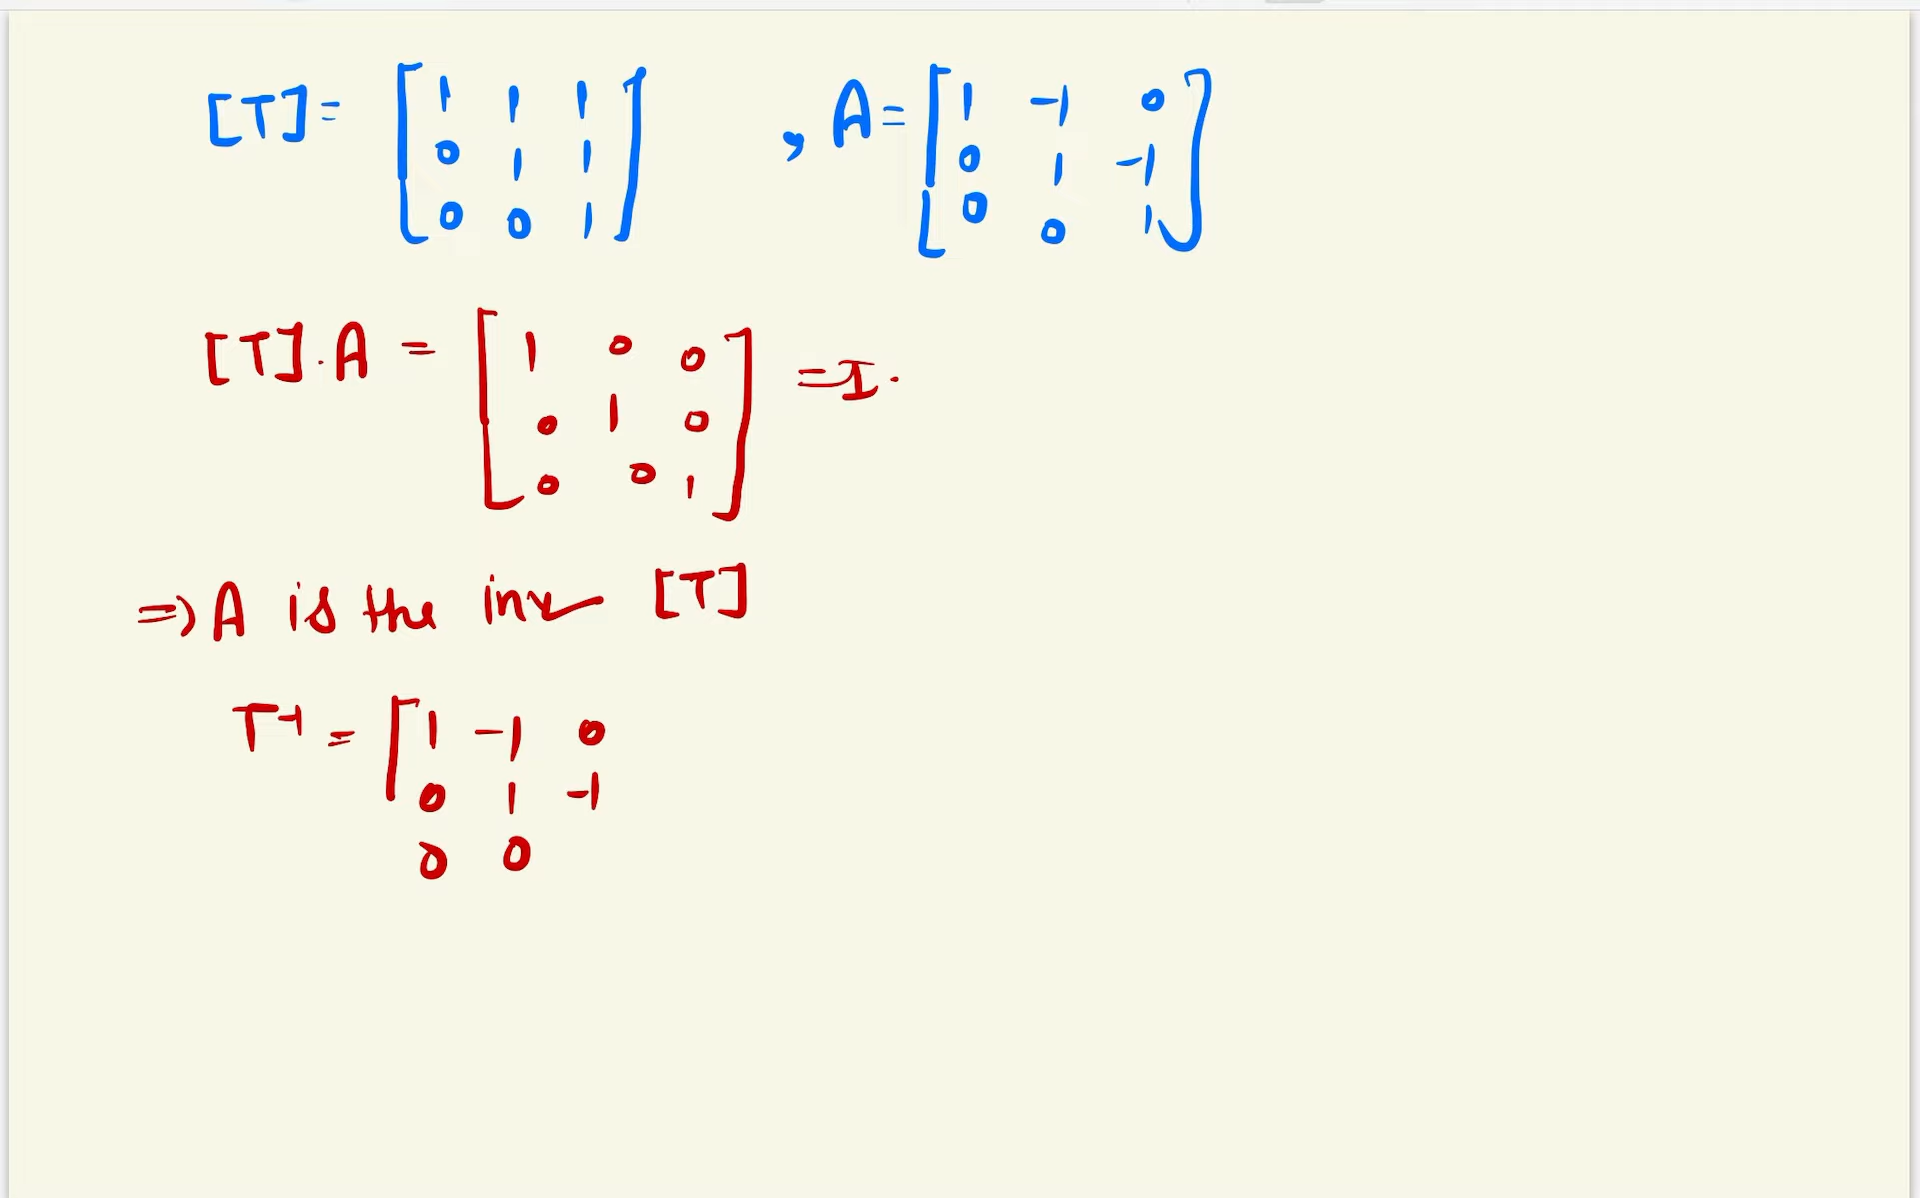 [T] = [ 1 1 1 , A = [ 1 -1 0
0 1 1 0 1 -1
0 0 1 ] 0 0 1 ]
[T].A = [ 1 0 0 = I.
0 1 0
0 0 1 ]
⇒ A is the inv [T]
T⁻¹ = [ 1 -1 0
0 1 -1
0 0